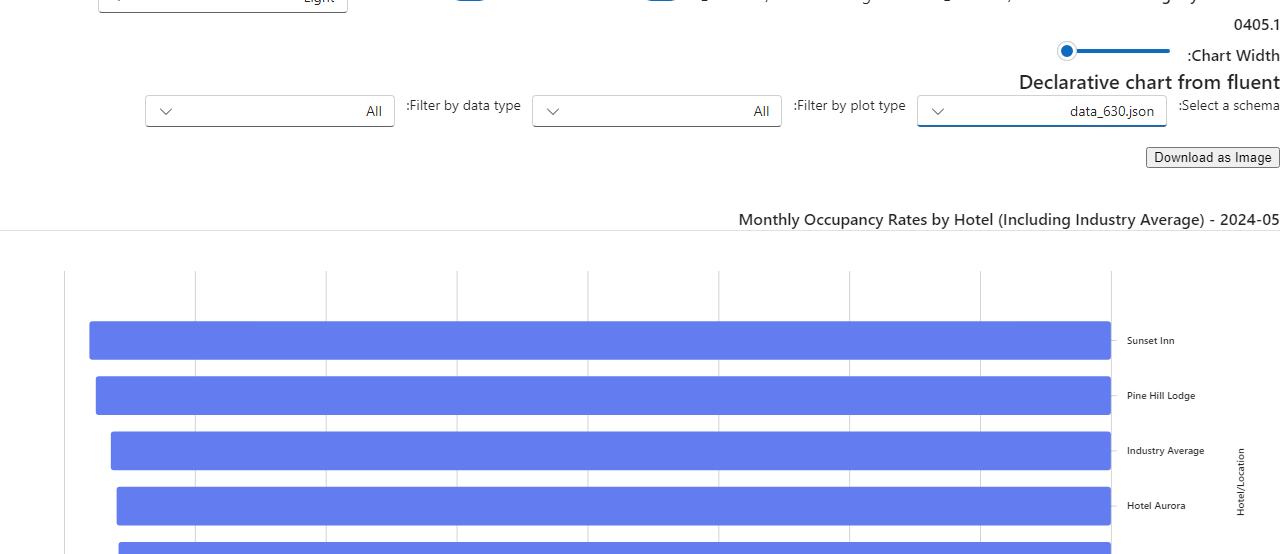 Light
0405.1
:Chart Width
Declarative chart from fluent
:Select a schema
data_630.json
:Filter by plot type
All
:Filter by data type
All
Download as Image
Monthly Occupancy Rates by Hotel (Including Industry Average) - 2024-05
Sunset Inn
Pine Hill Lodge
Industry Average
Hotel Aurora
Hotel/Location